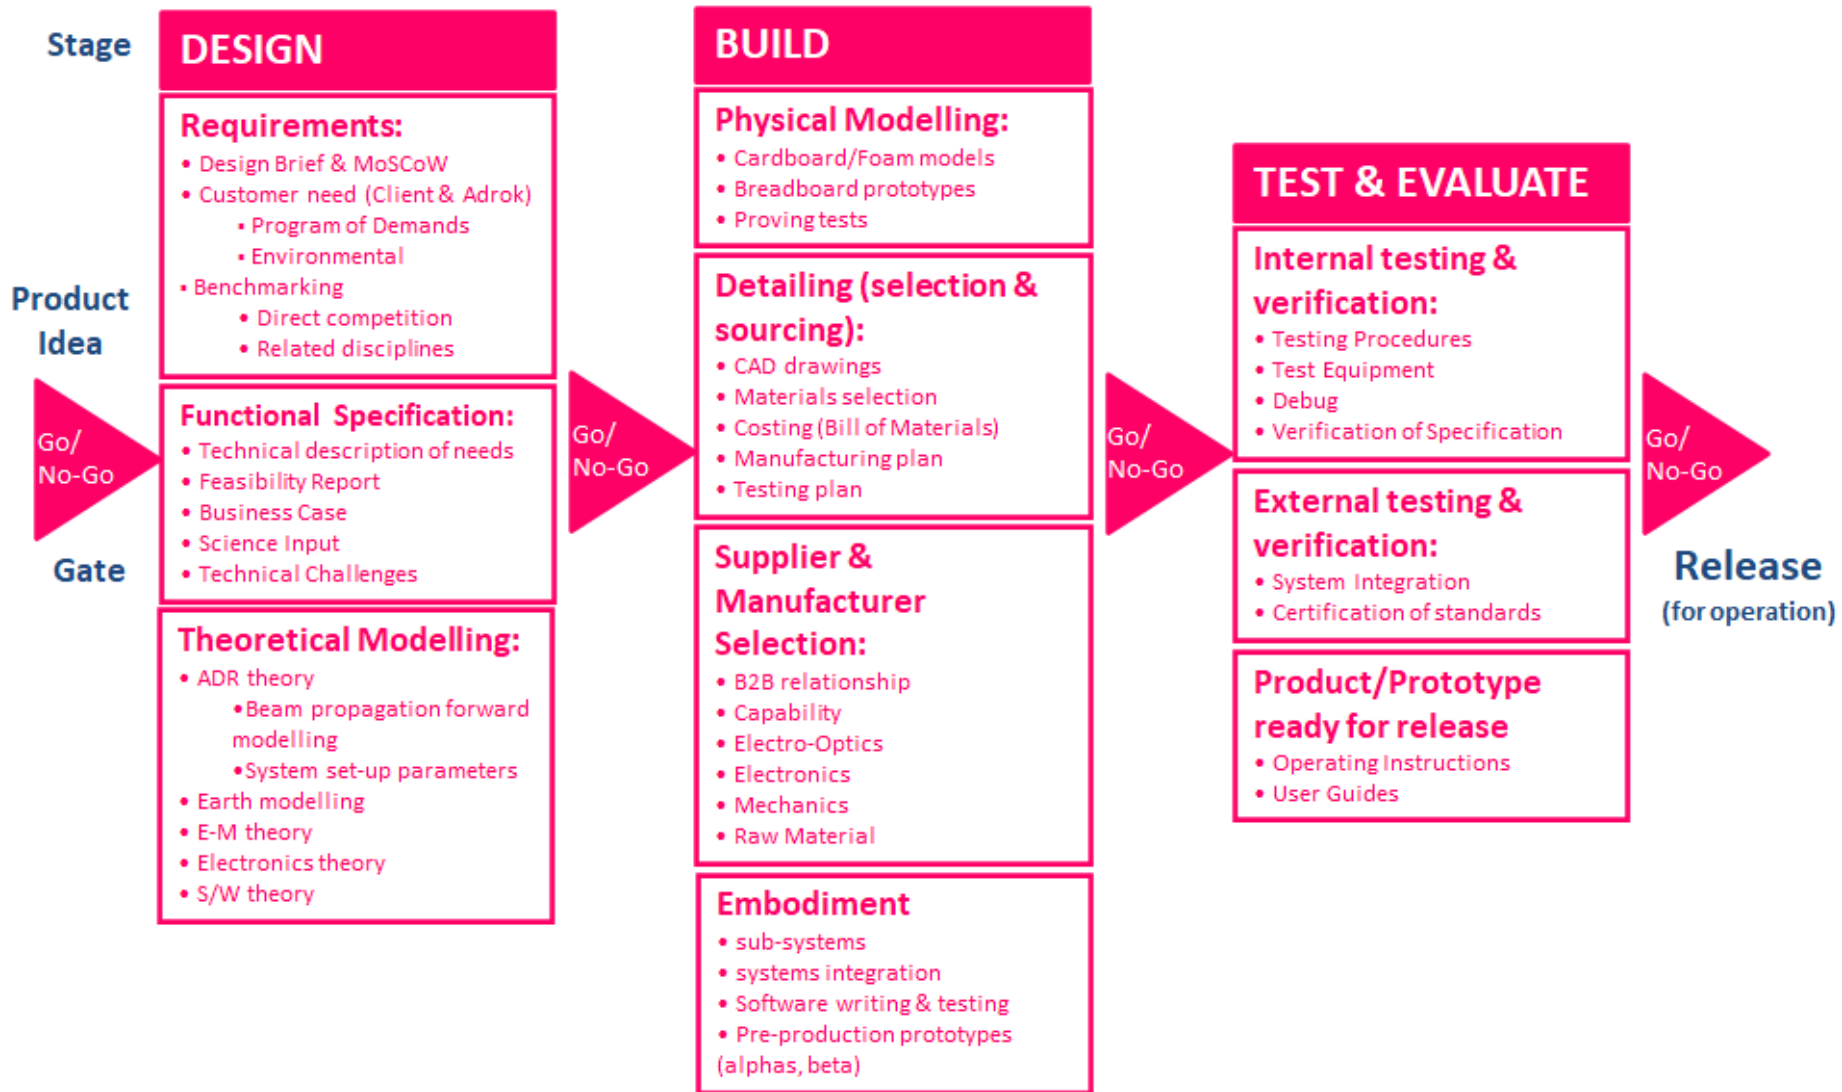 Stage
Product
Idea
Go/
No-Go
Gate
DESIGN
Requirements:
• Design Brief & MoSCoW
• Customer need (Client & Adrok)
▪ Program of Demands
▪ Environmental
▪ Benchmarking
• Direct competition
• Related disciplines
Functional Specification:
• Technical description of needs
• Feasibility Report
• Business Case
• Science Input
• Technical Challenges
Theoretical Modelling:
• ADR theory
•Beam propagation forward
modelling
•System set-up parameters
• Earth modelling
• E-M theory
• Electronics theory
• S/W theory
Go/
No-Go
BUILD
Physical Modelling:
• Cardboard/Foam models
• Breadboard prototypes
• Proving tests
Detailing (selection &
sourcing):
• CAD drawings
• Materials selection
• Costing (Bill of Materials)
• Manufacturing plan
• Testing plan
Supplier &
Manufacturer
Selection:
• B2B relationship
• Capability
• Electro-Optics
• Electronics
• Mechanics
• Raw Material
Embodiment
• sub-systems
• systems integration
• Software writing & testing
• Pre-production prototypes
(alphas, beta)
Go/
No-Go
TEST & EVALUATE
Internal testing &
verification:
• Testing Procedures
• Test Equipment
• Debug
• Verification of Specification
External testing &
verification:
• System Integration
• Certification of standards
Product/Prototype
ready for release
• Operating Instructions
• User Guides
Go/
No-Go
Release
(for operation)